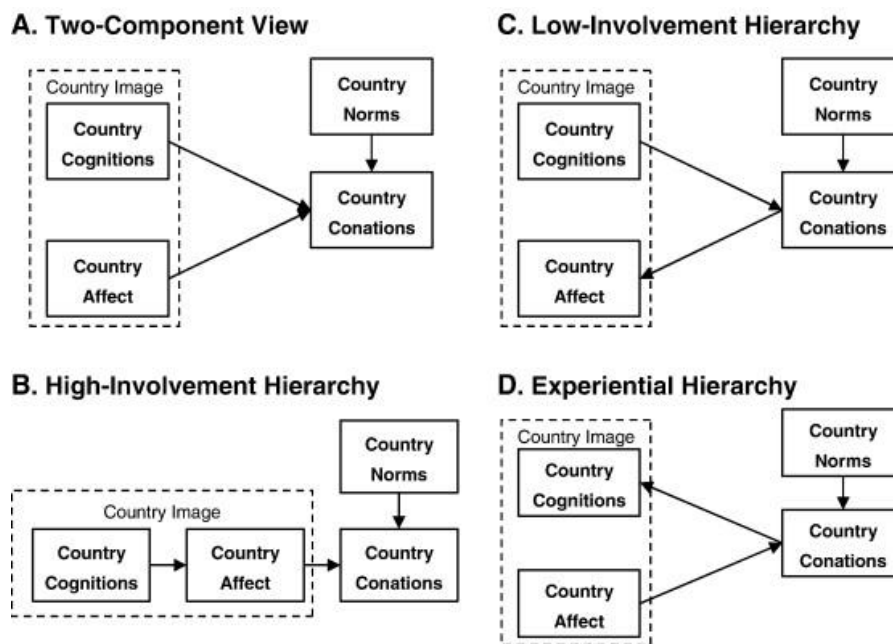 A. Two-Component View
Country Image
Country
Cognitions
Country
Affect
Country
Norms
Country
Conations
B. High-Involvement Hierarchy
Country Image
Country
Cognitions
Country
Affect
Country
Norms
Country
Conations
C. Low-Involvement Hierarchy
Country Image
Country
Cognitions
Country
Affect
Country
Norms
Country
Conations
D. Experiential Hierarchy
Country Image
Country
Cognitions
Country
Affect
Country
Norms
Country
Conations